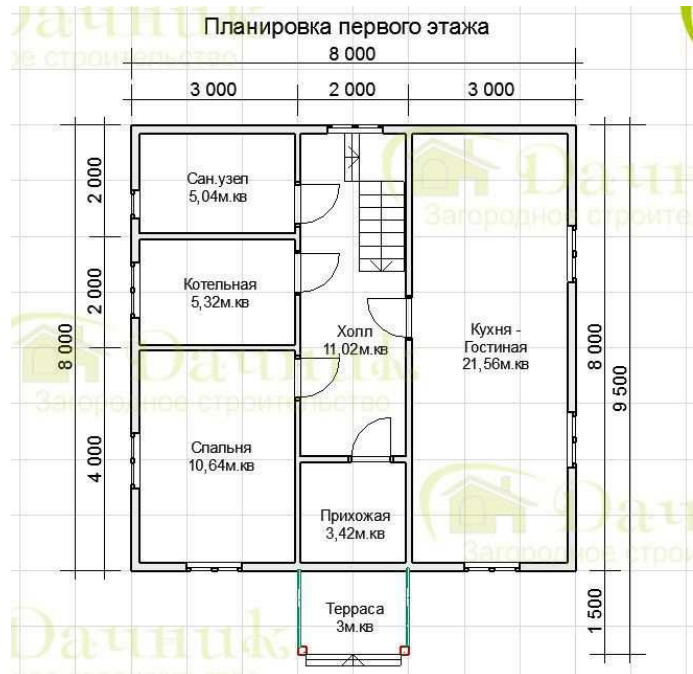 Планировка первого этажа
8 000
3 000
2 000
3 000
2 000
2 000
4 000
8 000
8 000
9 500
1 500
Сан.узел
5,04м.кв
Котельная
5,32м.кв
Холл
11,02м.кв
Кухня -
Гостиная
21,56м.кв
Спальня
10,64м.кв
Прихожая
3,42м.кв
Терраса
3м.кв
Дачник
Загородное строительство